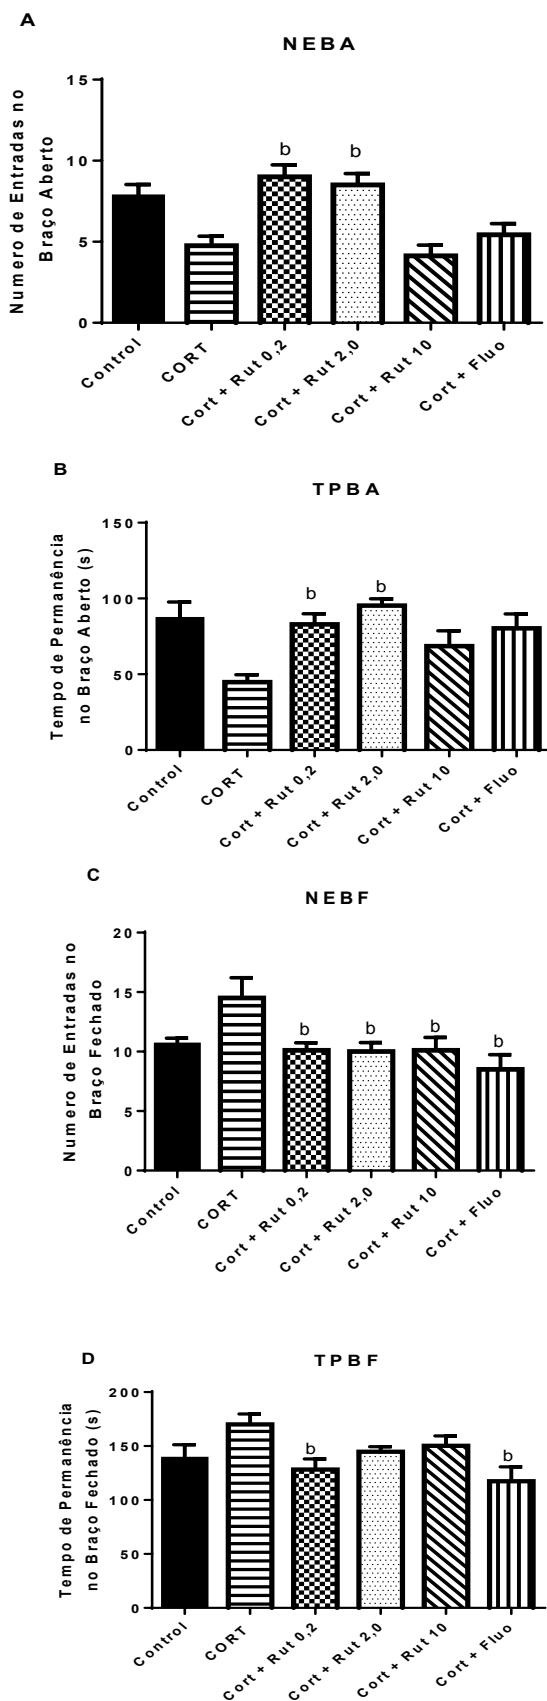 A
NEBA
Numero de Entradas no
Braço Aberto
15
10
5
0
b
b
Control
CORT
Cort + Rut 0,2
Cort + Rut 2,0
Cort + Rut 10
Cort + Fluo
B
TPBA
Tempo de Permanência
no Braço Aberto (s)
150
100
50
0
b
b
Control
CORT
Cort + Rut 0,2
Cort + Rut 2,0
Cort + Rut 10
Cort + Fluo
C
NEBF
Numero de Entradas no
Braço Fechado
20
15
10
5
0
b
b
b
b
Control
CORT
Cort + Rut 0,2
Cort + Rut 2,0
Cort + Rut 10
Cort + Fluo
D
TPBF
Tempo de Permanência
no Braço Fechado (s)
200
150
100
50
0
b
b
Control
CORT
Cort + Rut 0,2
Cort + Rut 2,0
Cort + Rut 10
Cort + Fluo